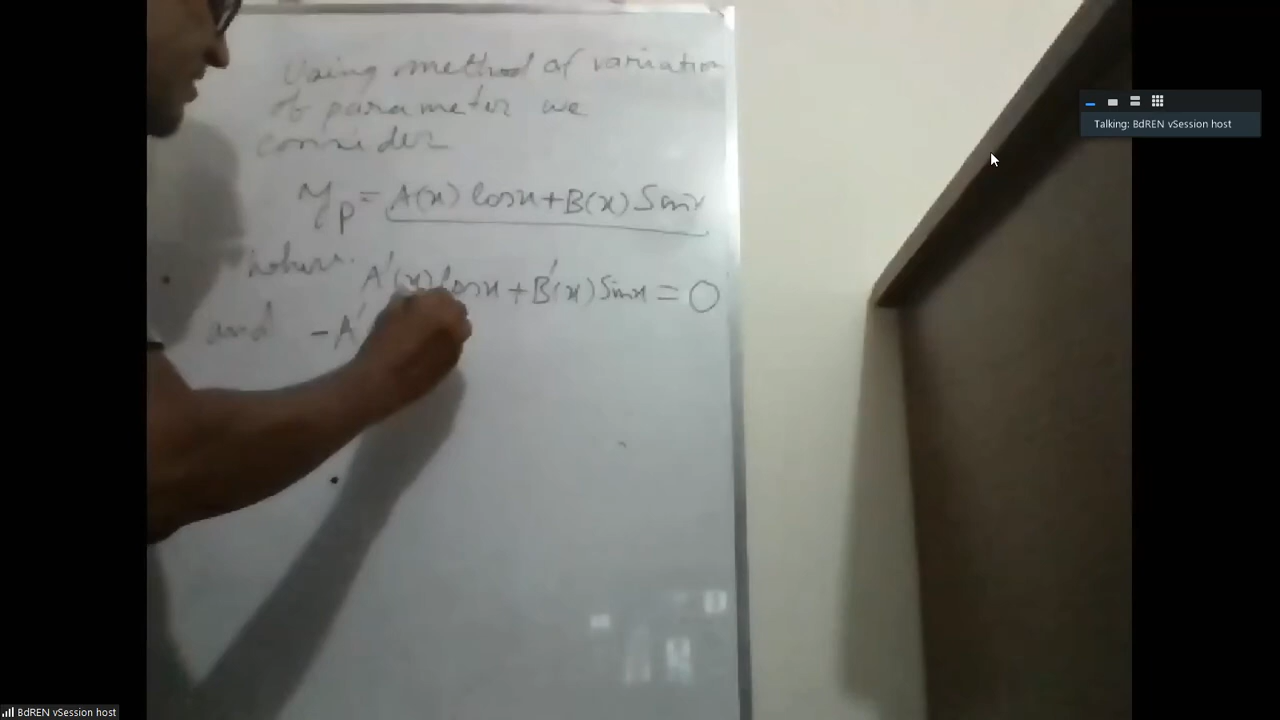 Using method of variation
of parameter we
consider
y_p = A(x) Cosx + B(x) Sinx
where
A'(x) Cosx + B'(x) Sinx = 0
and -A'
Talking: BdREN vSession host
BdREN vSession host